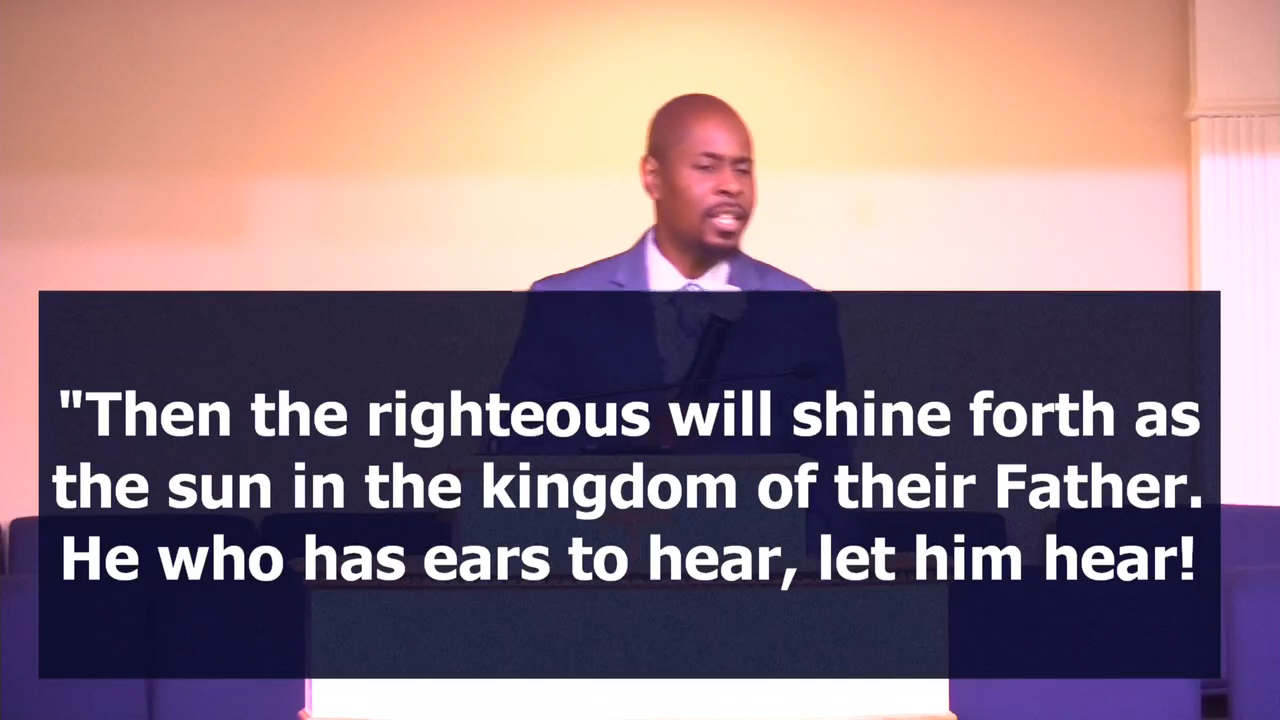 "Then the righteous will shine forth as
the sun in the kingdom of their Father.
He who has ears to hear, let him hear!